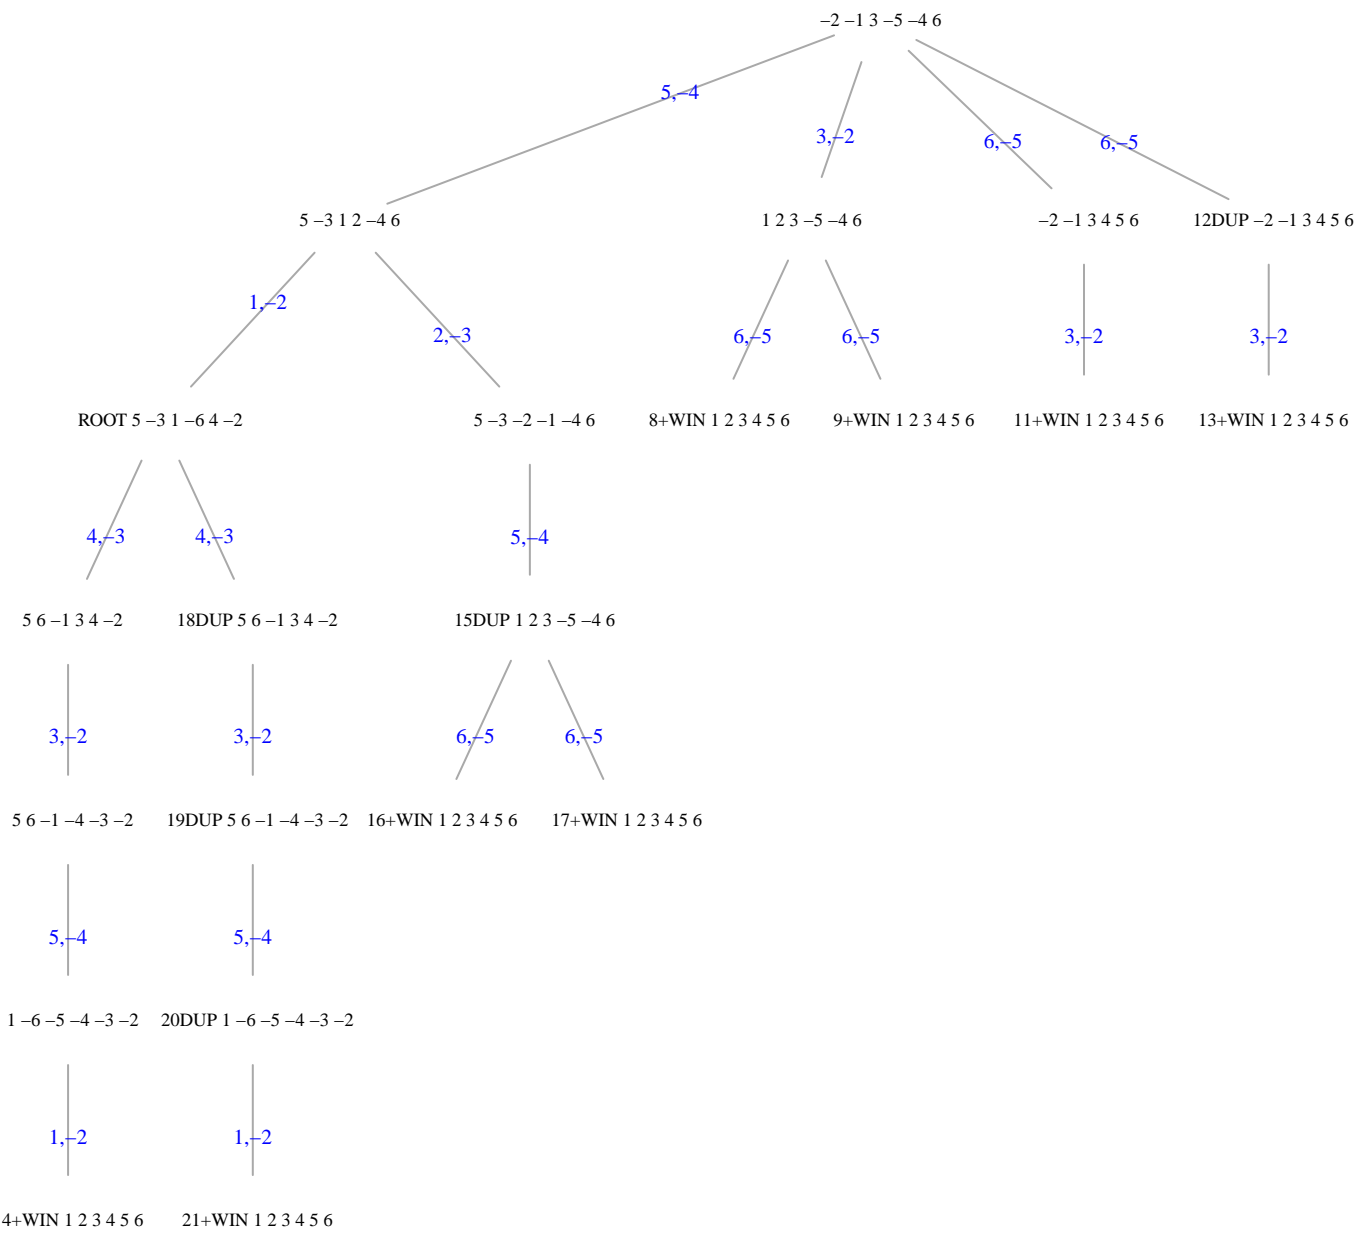 –2 –1 3 –5 –4 6
5,–4
3,–2
6,–5
6,–5
5 –3 1 2 –4 6
1 2 3 –5 –4 6
–2 –1 3 4 5 6
12DUP –2 –1 3 4 5 6
1,–2
2,–3
6,–5
6,–5
3,–2
3,–2
ROOT 5 –3 1 –6 4 –2
5 –3 –2 –1 –4 6
8+WIN 1 2 3 4 5 6
9+WIN 1 2 3 4 5 6
11+WIN 1 2 3 4 5 6
13+WIN 1 2 3 4 5 6
4,–3
4,–3
5,–4
5 6 –1 3 4 –2
18DUP 5 6 –1 3 4 –2
15DUP 1 2 3 –5 –4 6
3,–2
3,–2
6,–5
6,–5
5 6 –1 –4 –3 –2
19DUP 5 6 –1 –4 –3 –2
16+WIN 1 2 3 4 5 6
17+WIN 1 2 3 4 5 6
5,–4
5,–4
1 –6 –5 –4 –3 –2
20DUP 1 –6 –5 –4 –3 –2
1,–2
1,–2
4+WIN 1 2 3 4 5 6
21+WIN 1 2 3 4 5 6